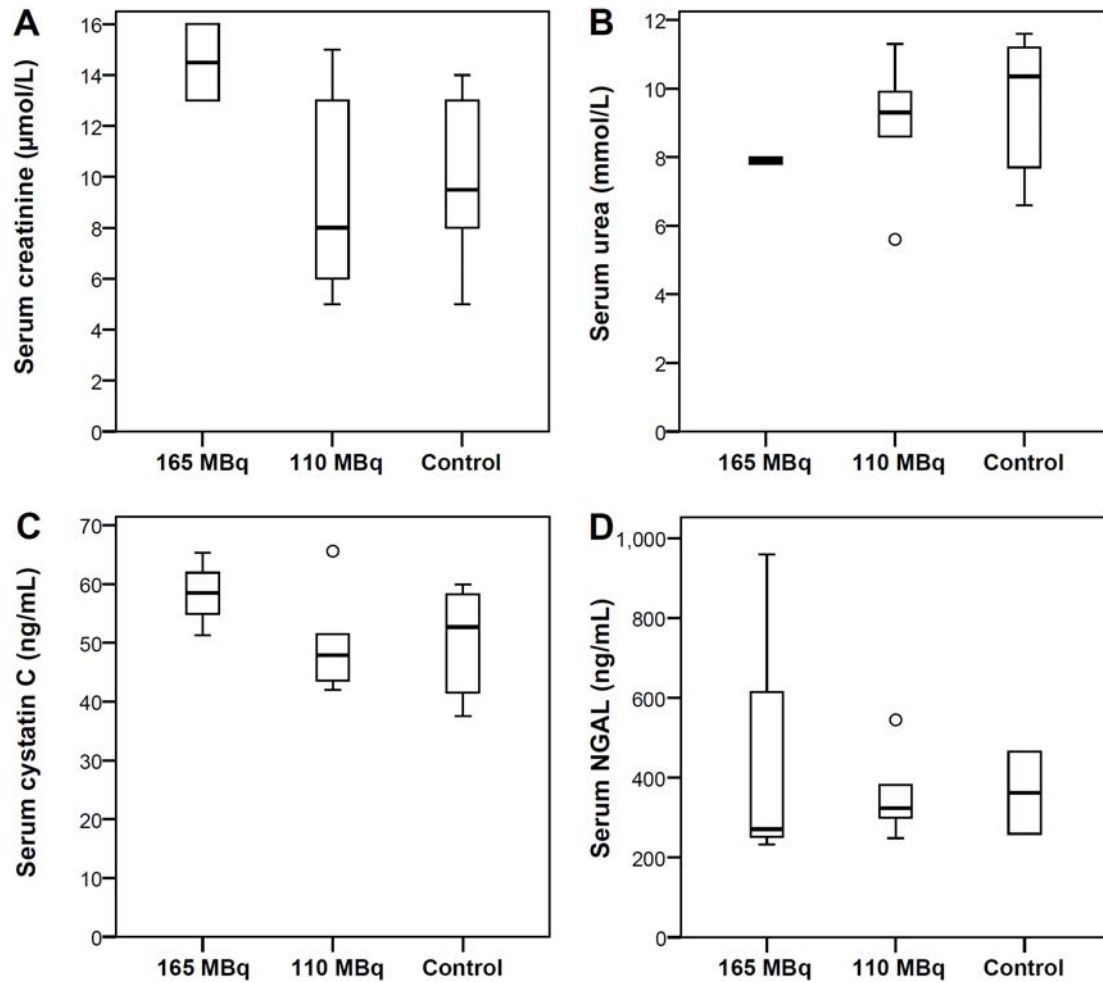 A
Serum creatinine (µmol/L)
16
14
12
10
8
6
4
2
0
165 MBq 110 MBq Control
B
Serum urea (mmol/L)
12
10
8
6
4
2
0
165 MBq 110 MBq Control
C
Serum cystatin C (ng/mL)
70
60
50
40
30
20
10
0
165 MBq 110 MBq Control
D
Serum NGAL (ng/mL)
1,000
800
600
400
200
0
165 MBq 110 MBq Control